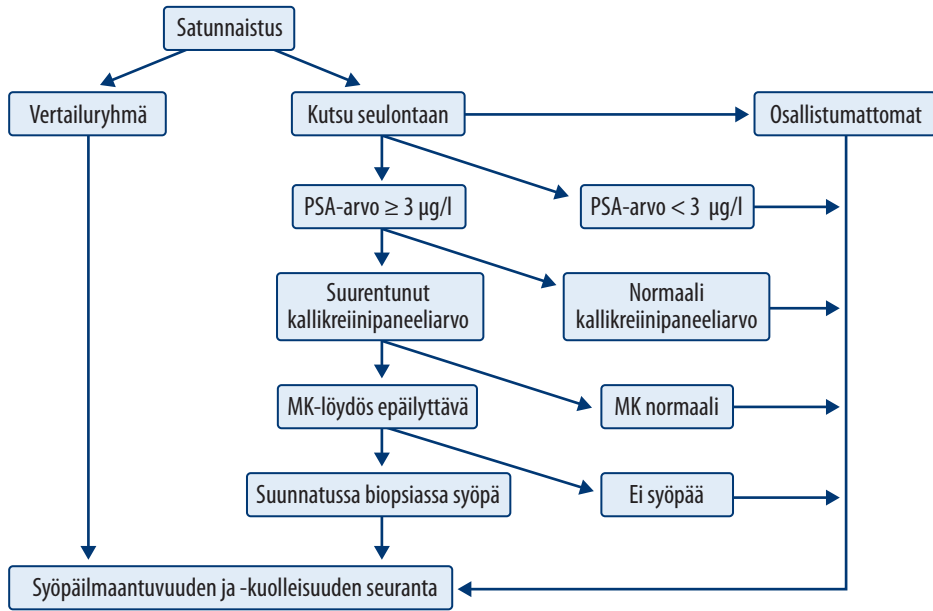 Satunnaistus
Vertailuryhmä
Kutsu seulontaan
Osallistumattomat
PSA-arvo ≥ 3 µg/l
PSA-arvo < 3 µg/l
Suurentunut
kallikreiinipaneeliarvo
Normaali
kallikreiinipaneeliarvo
MK-löydös epäilyttävä
MK normaali
Suunnatussa biopsiassa syöpä
Ei syöpää
Syöpäilmaantuvuuden ja -kuolleisuuden seuranta